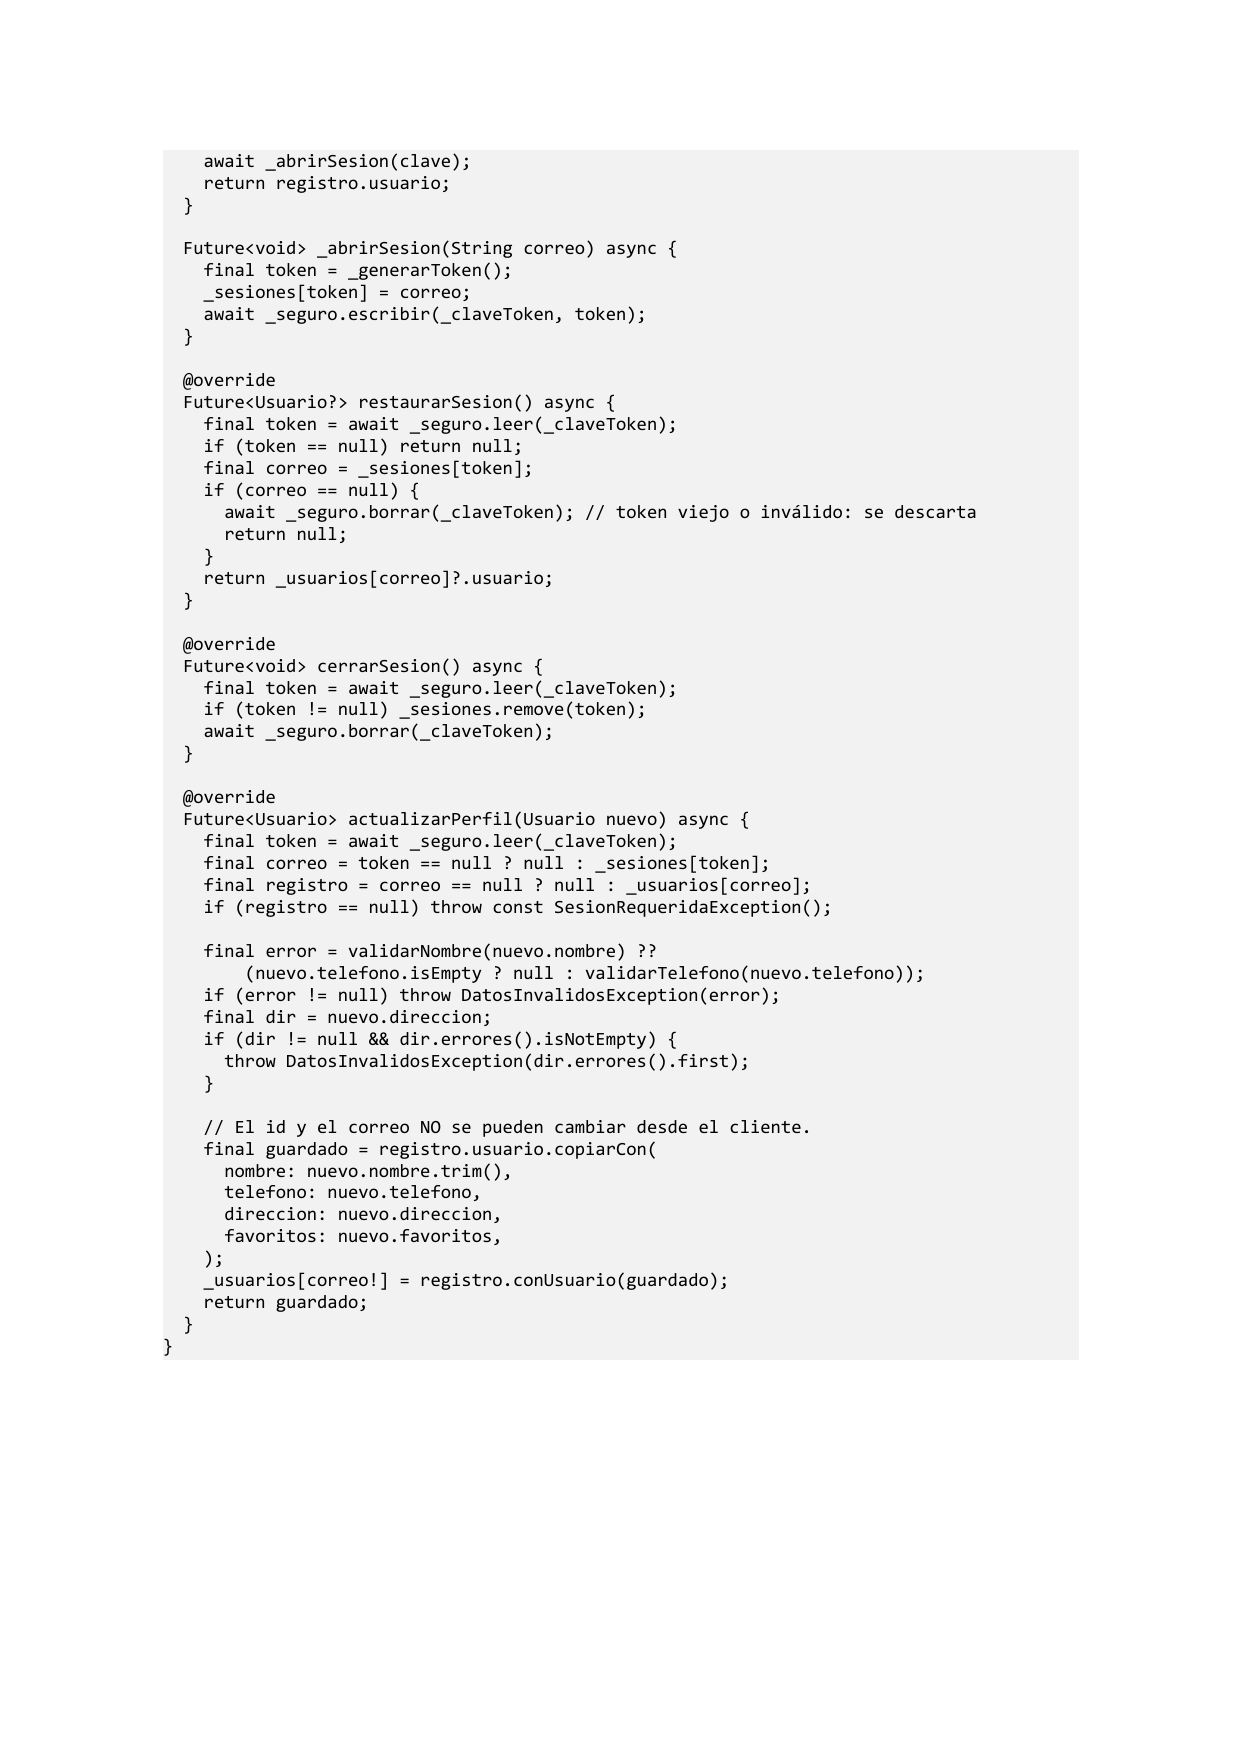 await _abrirSesion(clave);
    return registro.usuario;
  }

  Future<void> _abrirSesion(String correo) async {
    final token = _generarToken();
    _sesiones[token] = correo;
    await _seguro.escribir(_claveToken, token);
  }

  @override
  Future<Usuario?> restaurarSesion() async {
    final token = await _seguro.leer(_claveToken);
    if (token == null) return null;
    final correo = _sesiones[token];
    if (correo == null) {
      await _seguro.borrar(_claveToken); // token viejo o inválido: se descarta
      return null;
    }
    return _usuarios[correo]?.usuario;
  }

  @override
  Future<void> cerrarSesion() async {
    final token = await _seguro.leer(_claveToken);
    if (token != null) _sesiones.remove(token);
    await _seguro.borrar(_claveToken);
  }

  @override
  Future<Usuario> actualizarPerfil(Usuario nuevo) async {
    final token = await _seguro.leer(_claveToken);
    final correo = token == null ? null : _sesiones[token];
    final registro = correo == null ? null : _usuarios[correo];
    if (registro == null) throw const SesionRequeridaException();

    final error = validarNombre(nuevo.nombre) ??
        (nuevo.telefono.isEmpty ? null : validarTelefono(nuevo.telefono));
    if (error != null) throw DatosInvalidosException(error);
    final dir = nuevo.direccion;
    if (dir != null && dir.errores().isNotEmpty) {
      throw DatosInvalidosException(dir.errores().first);
    }

    // El id y el correo NO se pueden cambiar desde el cliente.
    final guardado = registro.usuario.copiarCon(
      nombre: nuevo.nombre.trim(),
      telefono: nuevo.telefono,
      direccion: nuevo.direccion,
      favoritos: nuevo.favoritos,
    );
    _usuarios[correo!] = registro.conUsuario(guardado);
    return guardado;
  }
}